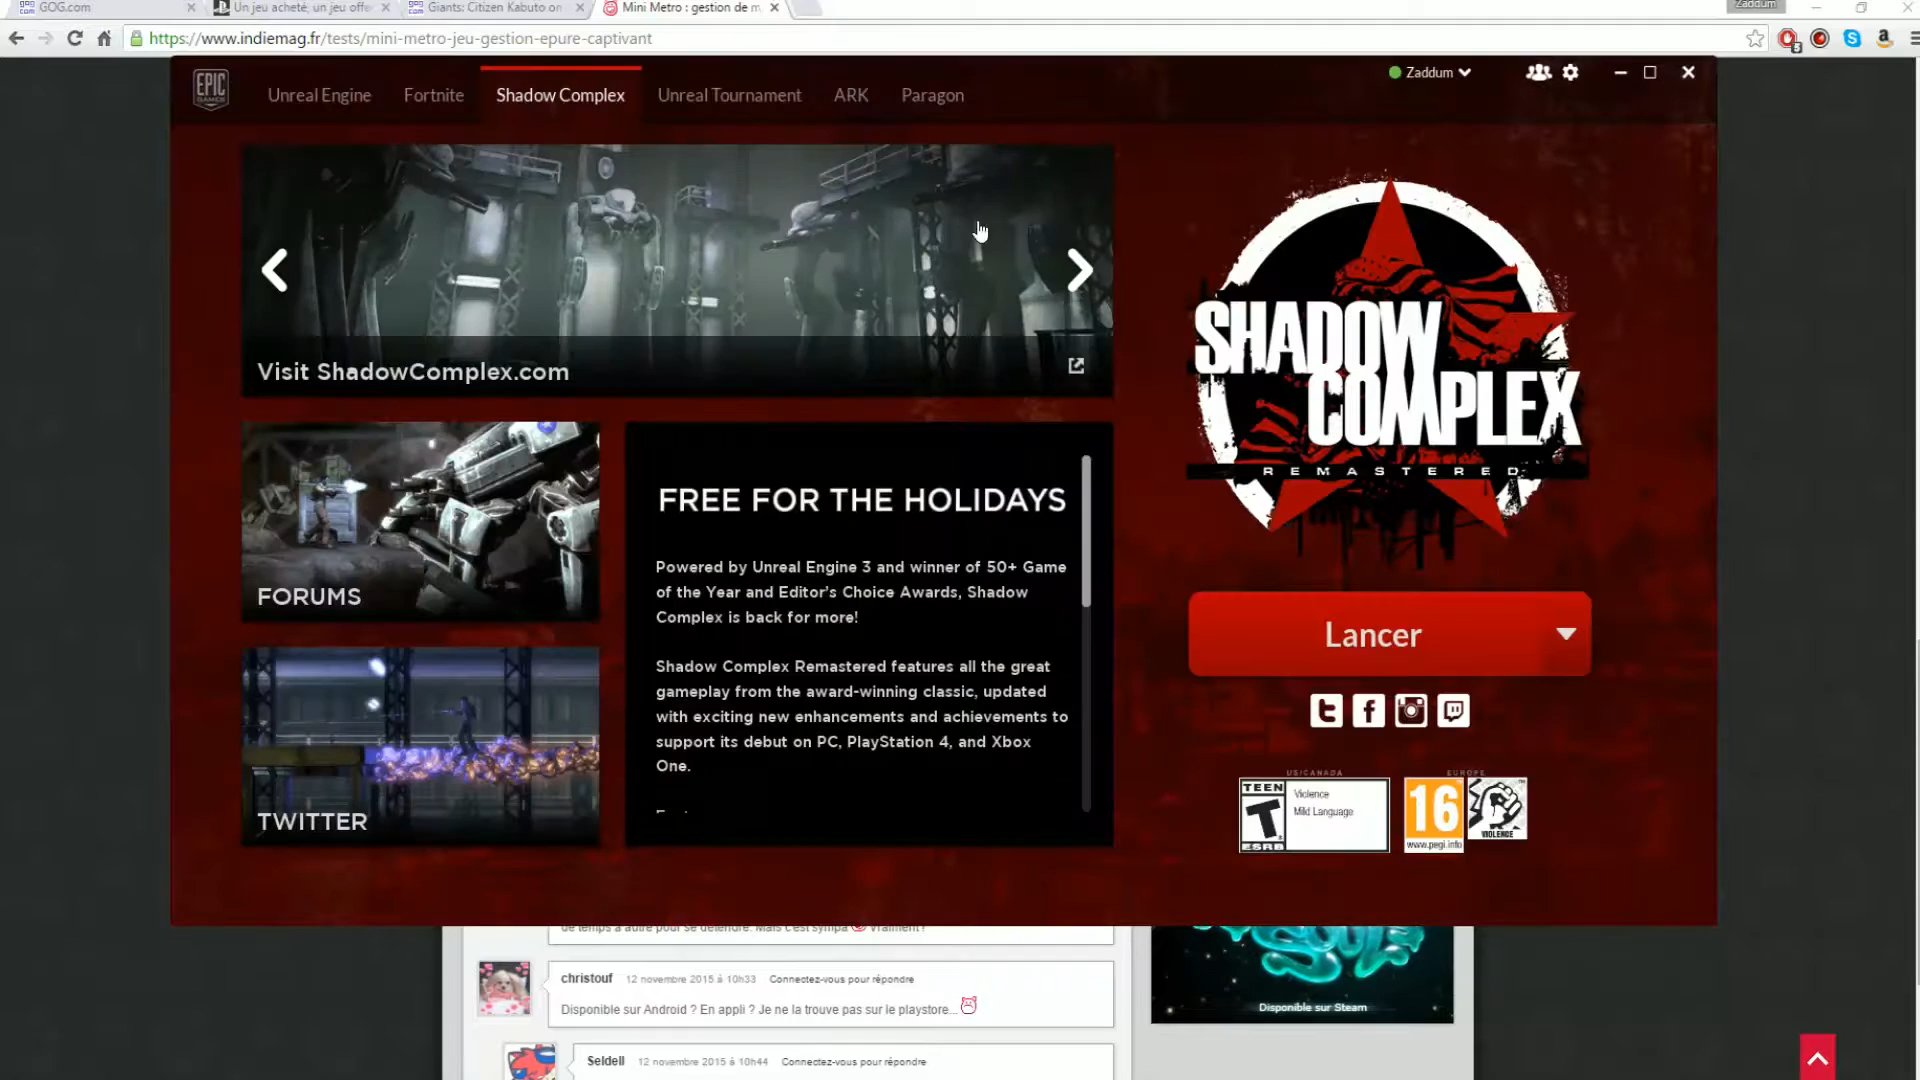 GOG.com
Un jeu acheté, un jeu offe
Giants: Citizen Kabuto on
Mini Metro : gestion de m
Zaddum
https://www.indiemag.fr/tests/mini-metro-jeu-gestion-epure-captivant
5
EPIC GAMES
Unreal Engine
Fortnite
Shadow Complex
Unreal Tournament
ARK
Paragon
Zaddum
Visit ShadowComplex.com
FORUMS
TWITTER
FREE FOR THE HOLIDAYS
Powered by Unreal Engine 3 and winner of 50+ Game
of the Year and Editor's Choice Awards, Shadow
Complex is back for more!
Shadow Complex Remastered features all the great
gameplay from the award-winning classic, updated
with exciting new enhancements and achievements to
support its debut on PC, PlayStation 4, and Xbox
One.
SHADOW
COMPLEX
REMASTERED
Lancer
US/CANADA
TEEN
T
ESRB
Violence
Mild Language
EUROPE
16
www.pegi.info
VIOLENCE
de temps à autre pour se détendre. Mais c'est sympa Vraiment?
christouf 12 novembre 2015 à 10h33 Connectez-vous pour répondre
Disponible sur Android ? En appli ? Je ne la trouve pas sur le playstore...
Seldell 12 novembre 2015 à 10h44 Connectez-vous pour répondre
Disponible sur Steam